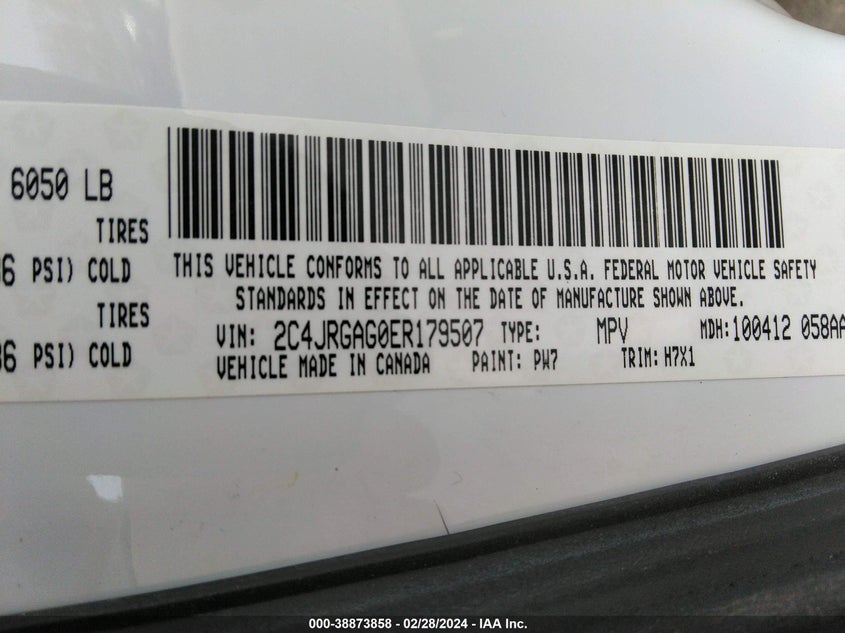 6050 LB
TIRES
36 PSI) COLD
TIRES
36 PSI) COLD
THIS VEHICLE CONFORMS TO ALL APPLICABLE U.S.A. FEDERAL MOTOR VEHICLE SAFETY
STANDARDS IN EFFECT ON THE DATE OF MANUFACTURE SHOWN ABOVE.
VIN: 2C4JRGAG0ER179507 TYPE: MPV MDH:100412 058AA
VEHICLE MADE IN CANADA PAINT: PW7 TRIM: H7X1
000-38873858 - 02/28/2024 - IAA Inc.